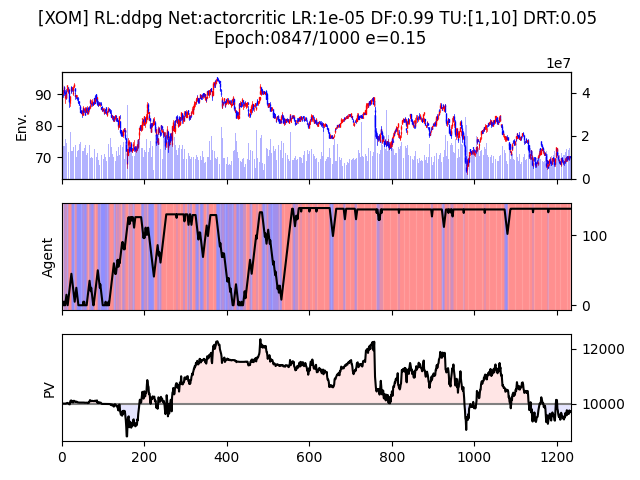 [XOM] RL:ddpg Net:actorcritic LR:1e-05 DF:0.99 TU:[1,10] DRT:0.05
Epoch:0847/1000 e=0.15
1e7
90
80
70
Env.
4
2
0
Agent
100
0
PV
12000
10000
0
200
400
600
800
1000
1200